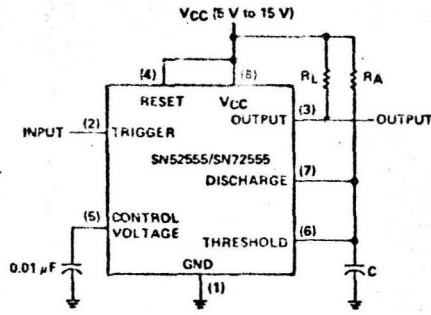 VCC (5 V to 15 V)
(4)
(8)
RL
RA
RESET
VCC
(3)
OUTPUT
OUTPUT
INPUT
(2)
TRIGGER
SN52555/SN72555
(7)
DISCHARGE
(5)
CONTROL
VOLTAGE
(6)
THRESHOLD
0.01 µF
GND
C
(1)